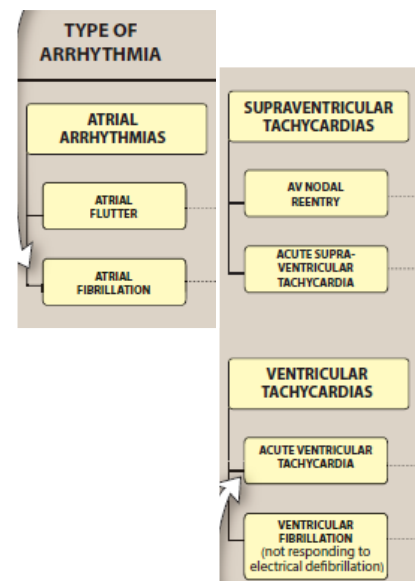 TYPE OF
ARRHYTHMIA
ATRIAL
ARRHYTHMIAS
ATRIAL
FLUTTER
ATRIAL
FIBRILLATION
SUPRAVENTRICULAR
TACHYCARDIAS
AV NODAL
REENTRY
ACUTE SUPRA-
VENTRICULAR
TACHYCARDIA
VENTRICULAR
TACHYCARDIAS
ACUTE VENTRICULAR
TACHYCARDIA
VENTRICULAR
FIBRILLATION
(not responding to
electrical defibrillation)